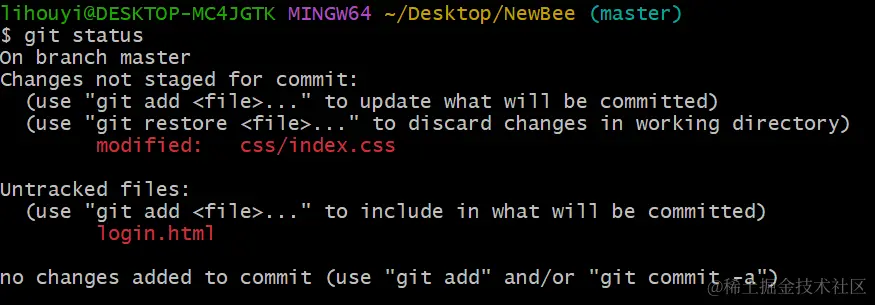 lihouyi@DESKTOP-MC4JGTK MINGW64 ~/Desktop/NewBee (master)
$ git status
On branch master
Changes not staged for commit:
  (use "git add <file>..." to update what will be committed)
  (use "git restore <file>..." to discard changes in working directory)
        modified:   css/index.css

Untracked files:
  (use "git add <file>..." to include in what will be committed)
        login.html

no changes added to commit (use "git add" and/or "git commit -a")
@稀土掘金技术社区